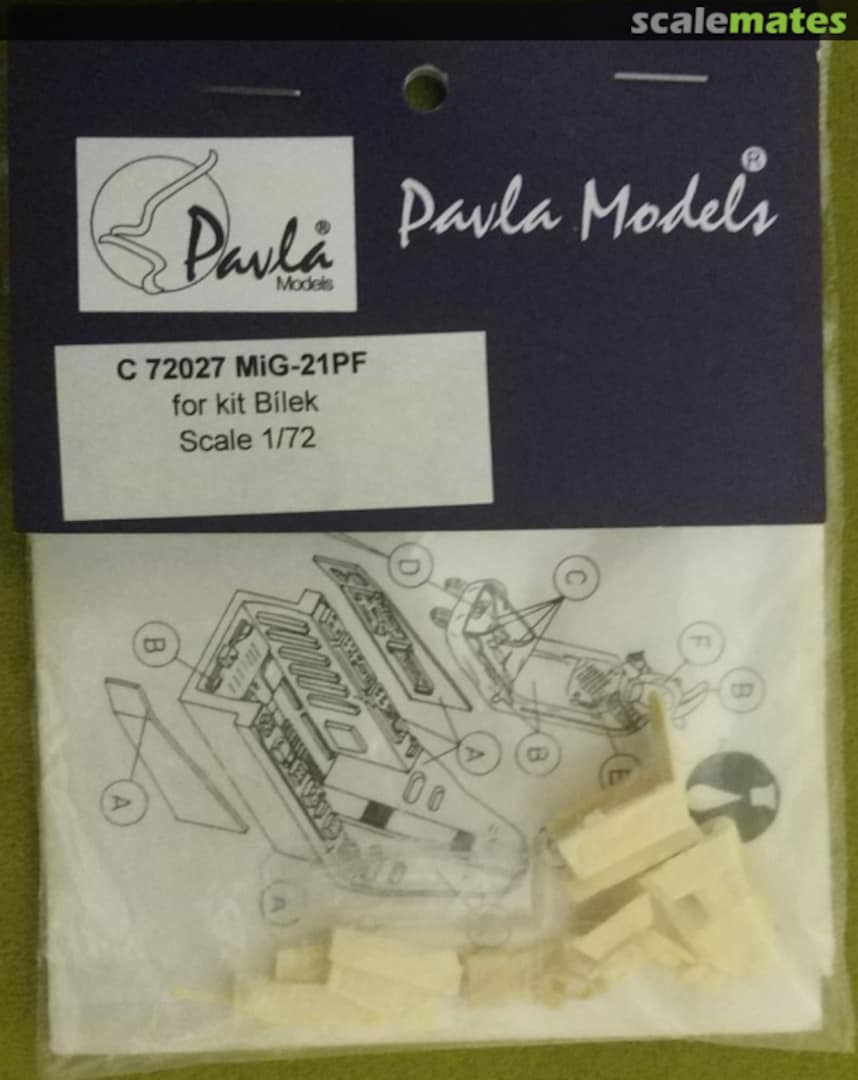 scalemates
Pavla®
Models
Pavla Models®
C 72027 MiG-21PF
for kit Bílek
Scale 1/72
D
C
B
F
B
A
B
E
A
A